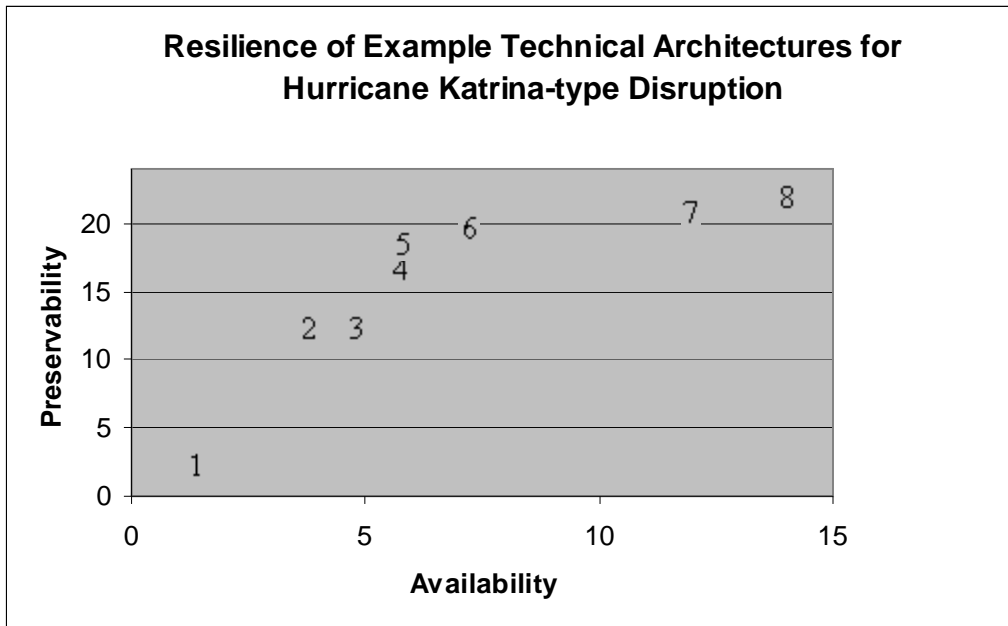 Resilience of Example Technical Architectures for
Hurricane Katrina-type Disruption
Preservability
20
15
10
5
0
8
7
6
5
4
2 3
1
0 5 10 15
Availability